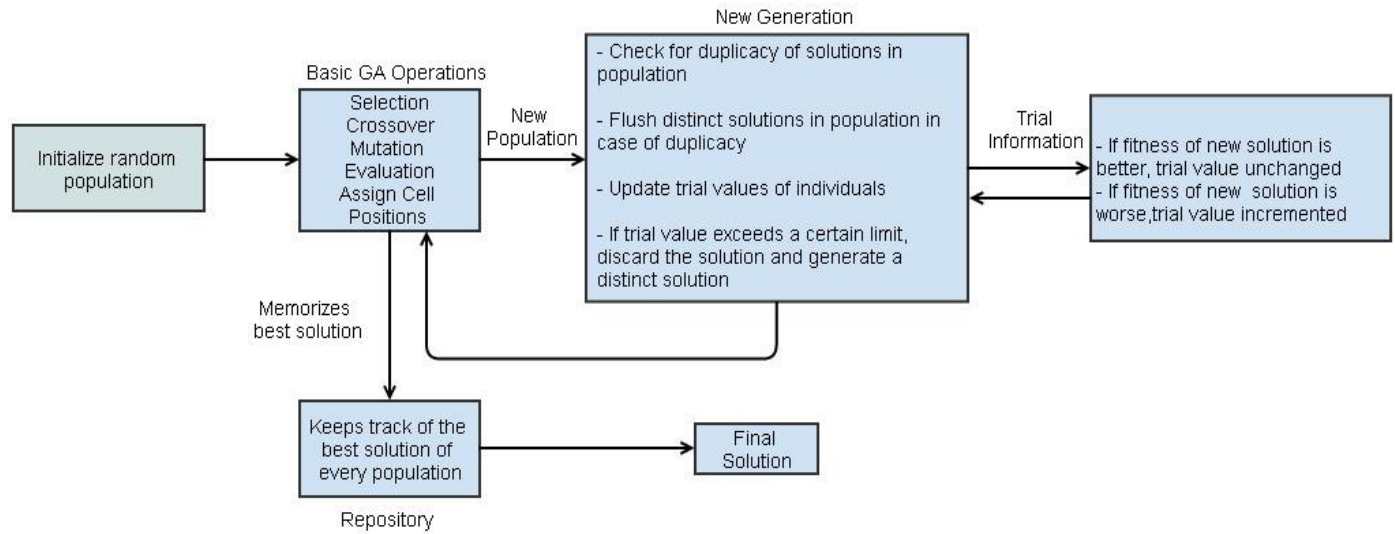 New Generation
Basic GA Operations
Initialize random
population
Selection
Crossover
Mutation
Evaluation
Assign Cell
Positions
New
Population
- Check for duplicacy of solutions in
population
- Flush distinct solutions in population in
case of duplicacy
- Update trial values of individuals
- If trial value exceeds a certain limit,
discard the solution and generate a
distinct solution
Trial
Information
- If fitness of new solution is
better, trial value unchanged
- If fitness of new solution is
worse,trial value incremented
Memorizes
best solution
Keeps track of the
best solution of
every population
Repository
Final
Solution